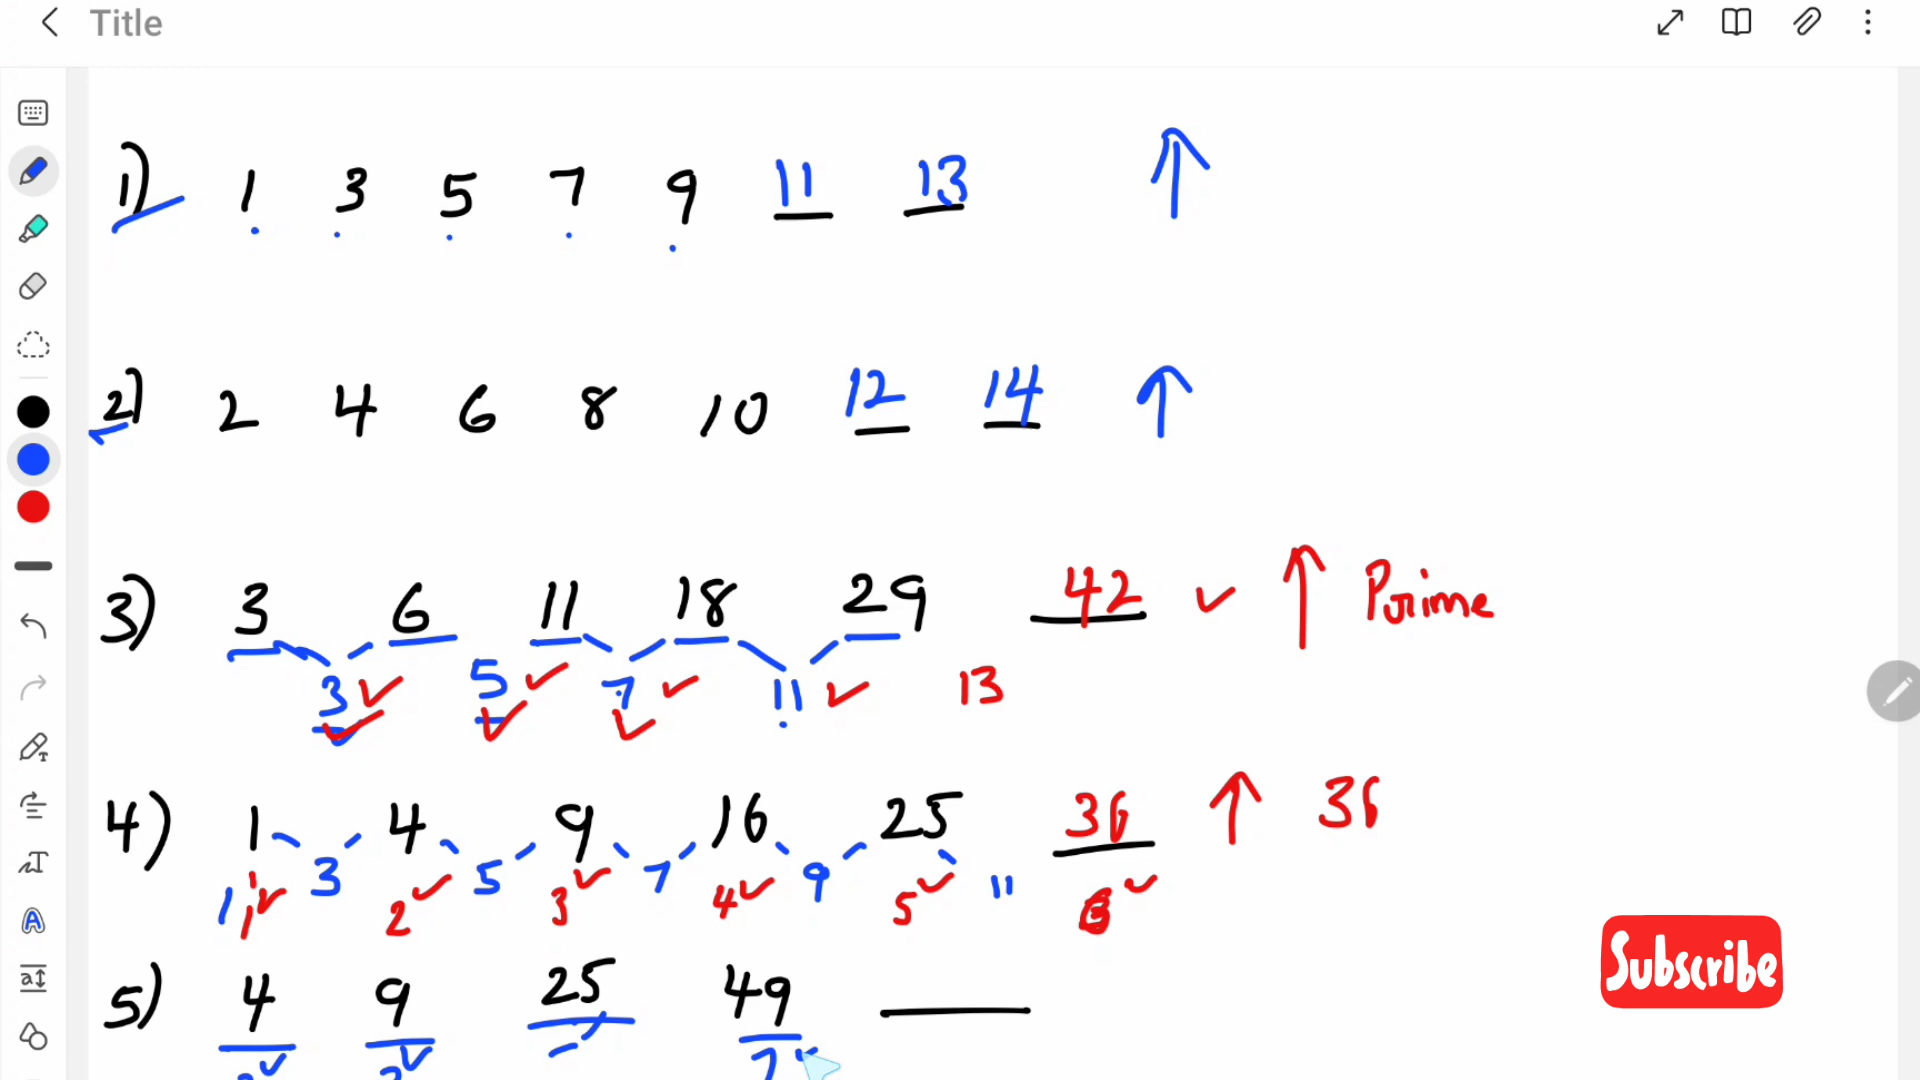 Title
1) 1 3 5 7 9 11 13
2) 2 4 6 8 10 12 14
3) 3 6 11 18 29 42 Prime
3 5 7 11 13
4) 1 4 9 16 25 36 36
3 5 7 9 11
1 1 2 3 4 5 6
5) 4 9 25 49
7
Subscribe